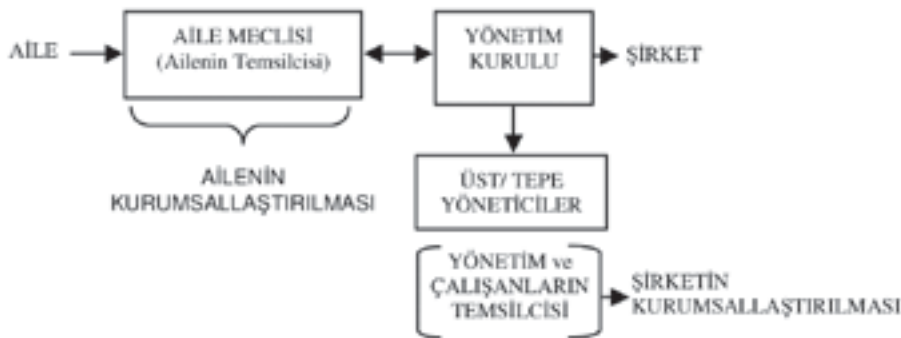 AİLE
AİLE MECLİSİ
(Ailenin Temsilcisi)
YÖNETİM
KURULU
ŞİRKET
AİLENİN
KURUMSALLAŞTIRILMASI
ÜST/ TEPE
YÖNETİCİLER
YÖNETİM ve
ÇALIŞANLARIN
TEMSİLCİSİ
ŞİRKETİN
KURUMSALLAŞTIRILMASI